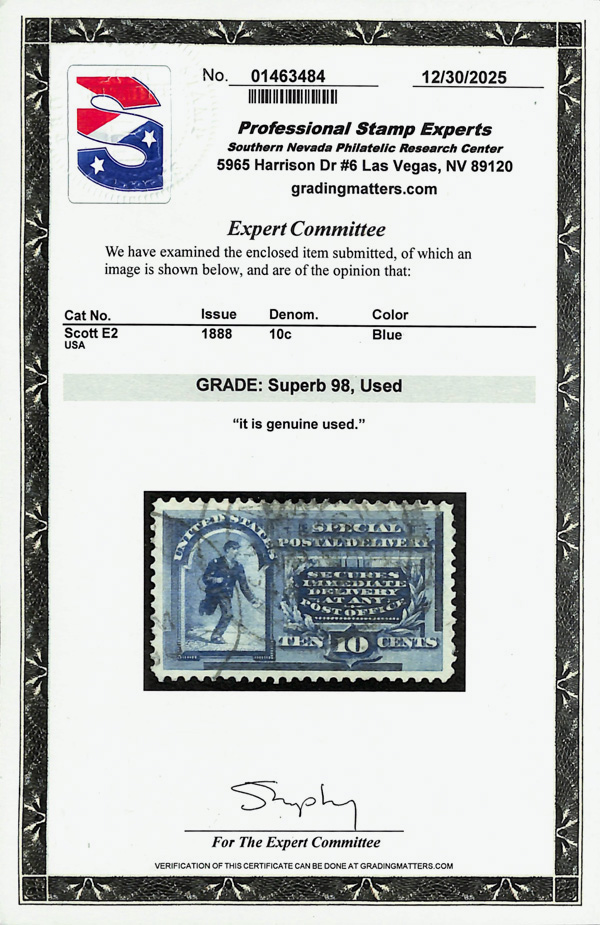 No. 01463484 12/30/2025
Professional Stamp Experts
Southern Nevada Philatelic Research Center
5965 Harrison Dr #6 Las Vegas, NV 89120
gradingmatters.com
Expert Committee
We have examined the enclosed item submitted, of which an
image is shown below, and are of the opinion that:
Cat No. Issue Denom. Color
Scott E2 1888 10c Blue
USA
GRADE: Superb 98, Used
“it is genuine used.”
UNITED STATES
SPECIAL
POSTAL DELIVERY
SECURES
IMMEDIATE
DELIVERY
AT ANY
POST OFFICE
TEN 10 CENTS
For The Expert Committee
VERIFICATION OF THIS CERTIFICATE CAN BE DONE AT GRADINGMATTERS.COM